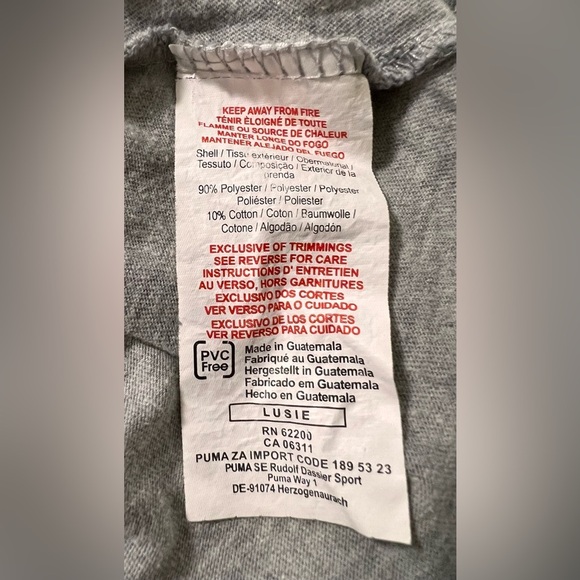 KEEP AWAY FROM FIRE
TÉNIR ÉLOIGNÉ DE TOUTE
FLAMME OU SOURCE DE CHALEUR
MANTER LONGE DO FOGO
MANTENER ALEJADO DEL FUEGO
Shell / Tissu extérieur / Obermaterial /
Tessuto / Composição / Exterior de la
prenda
90% Polyester / Polyester / Polyester
Poliéster / Poliester
10% Cotton / Coton / Baumwolle /
Cotone / Algodão / Algodón
EXCLUSIVE OF TRIMMINGS
SEE REVERSE FOR CARE
INSTRUCTIONS D' ENTRETIEN
AU VERSO, HORS GARNITURES
EXCLUSIVO DOS CORTES
VER VERSO PARA O CUIDADO
EXCLUSIVO DE LOS CORTES
VER REVERSO PARA CUIDADO
PVC
Free
Made in Guatemala
Fabriqué au Guatemala
Hergestellt in Guatemala
Fabricado em Guatemala
Hecho en Guatemala
LUSIE
RN 62200
CA 06311
PUMA ZA IMPORT CODE 189 53 23
PUMA SE Rudolf Dassler Sport
Puma Way 1
DE-91074 Herzogenaurach